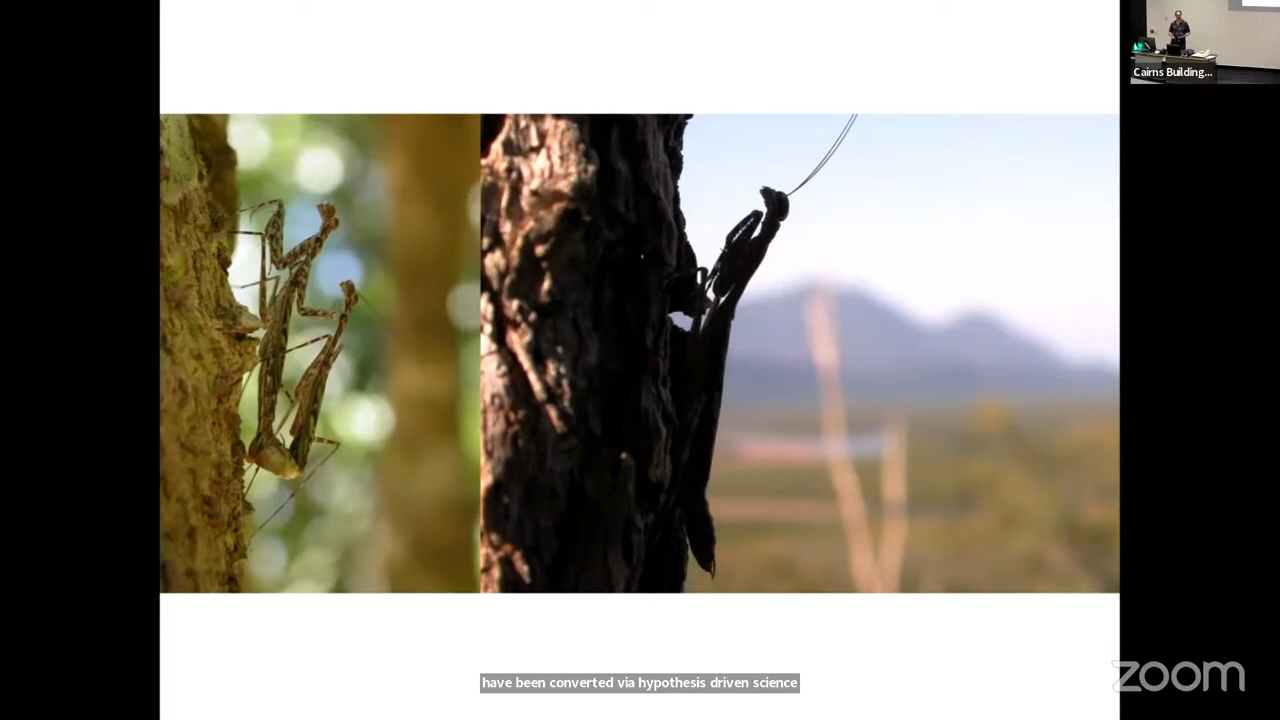 Cairns Building...
have been converted via hypothesis driven science
zoom